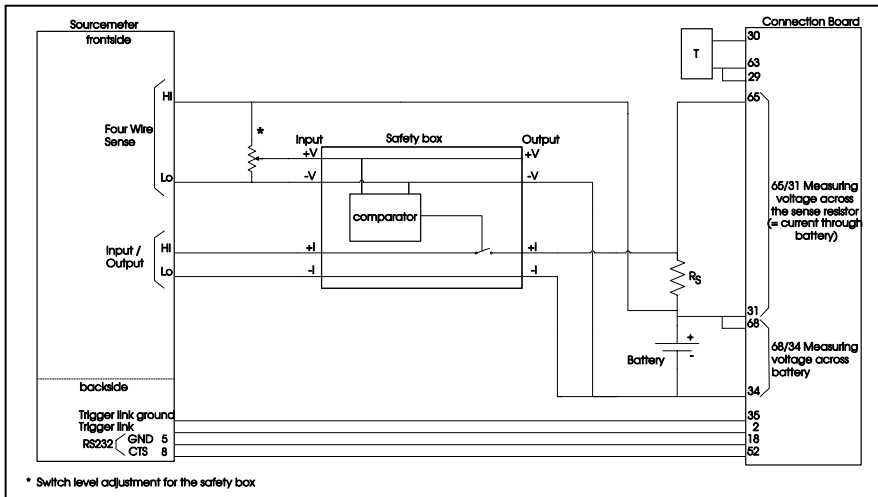 Sourcemeter
frontside
Connection Board
30
T
63
29
HI
65
Four Wire
Sense
*
Input
Safety box
Output
+V
+V
Lo
-V
-V
comparator
65/31 Measuring
voltage across
the sense resistor
(= current through
battery)
Input /
Output
HI
+I
+I
Lo
-I
-I
RS
31
68
+
Battery
-
68/34 Measuring
voltage across
battery
34
backside
Trigger link ground
35
Trigger link
2
RS232
GND 5
18
CTS 8
52
* Switch level adjustment for the safety box